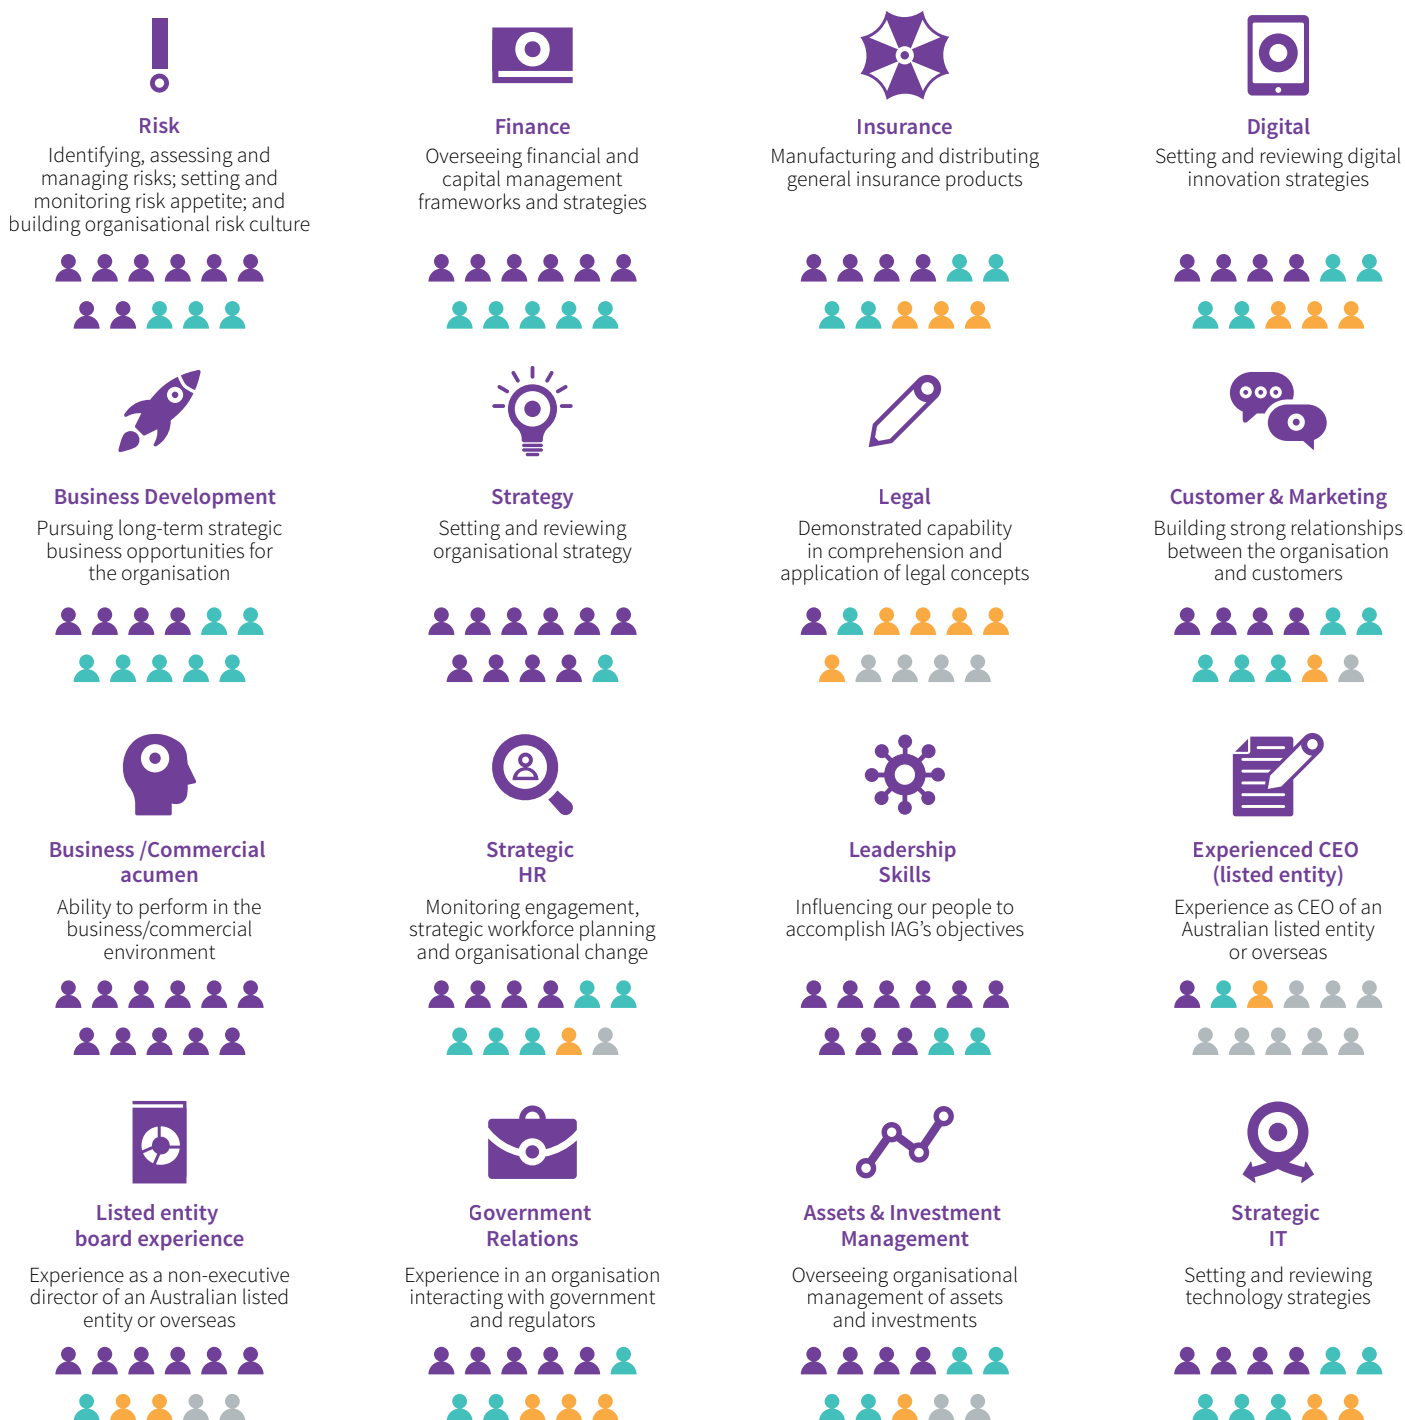 Risk
Identifying, assessing and
managing risks; setting and
monitoring risk appetite; and
building organisational risk culture
Finance
Overseeing financial and
capital management
frameworks and strategies
Insurance
Manufacturing and distributing
general insurance products
Digital
Setting and reviewing digital
innovation strategies
Business Development
Pursuing long-term strategic
business opportunities for
the organisation
Strategy
Setting and reviewing
organisational strategy
Legal
Demonstrated capability
in comprehension and
application of legal concepts
Customer & Marketing
Building strong relationships
between the organisation
and customers
Business /Commercial
acumen
Ability to perform in the
business/commercial
environment
Strategic
HR
Monitoring engagement,
strategic workforce planning
and organisational change
Leadership
Skills
Influencing our people to
accomplish IAG's objectives
Experienced CEO
(listed entity)
Experience as CEO of an
Australian listed entity
or overseas
Listed entity
board experience
Experience as a non-executive
director of an Australian listed
entity or overseas
Government
Relations
Experience in an organisation
interacting with government
and regulators
Assets & Investment
Management
Overseeing organisational
management of assets
and investments
Strategic
IT
Setting and reviewing
technology strategies